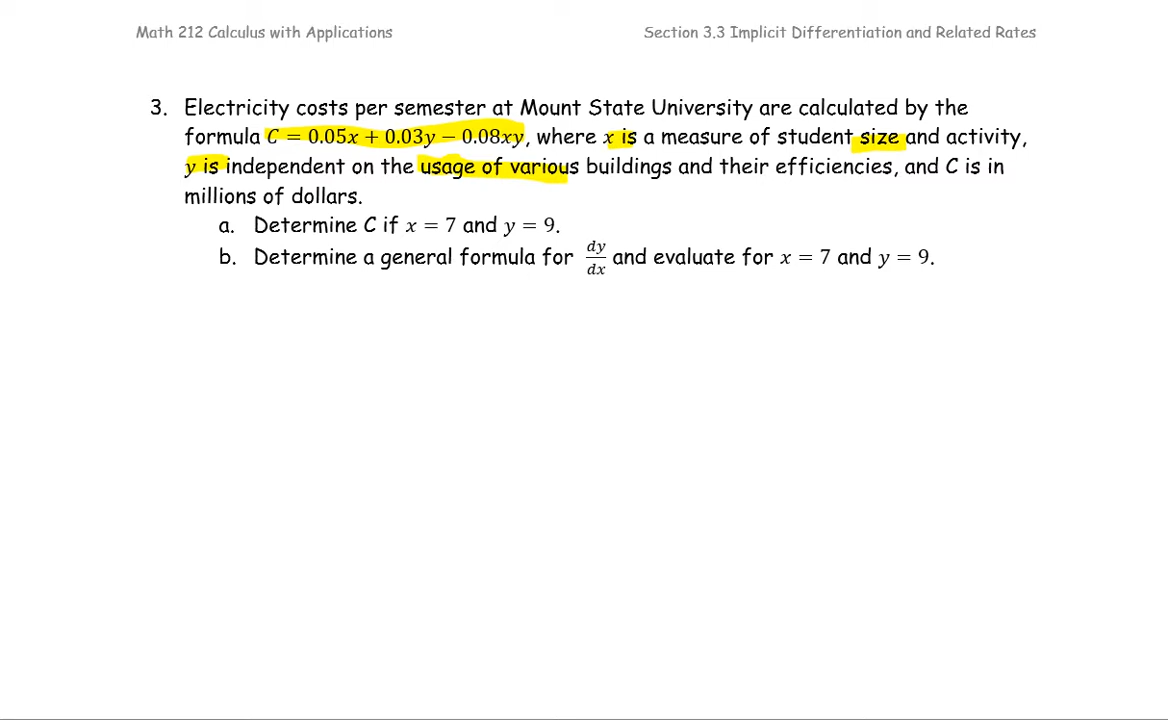 Math 212 Calculus with Applications Section 3.3 Implicit Differentiation and Related Rates
3. Electricity costs per semester at Mount State University are calculated by the
formula C = 0.05x + 0.03y − 0.08xy, where x is a measure of student size and activity,
y is independent on the usage of various buildings and their efficiencies, and C is in
millions of dollars.
a. Determine C if x = 7 and y = 9.
b. Determine a general formula for dy/dx and evaluate for x = 7 and y = 9.